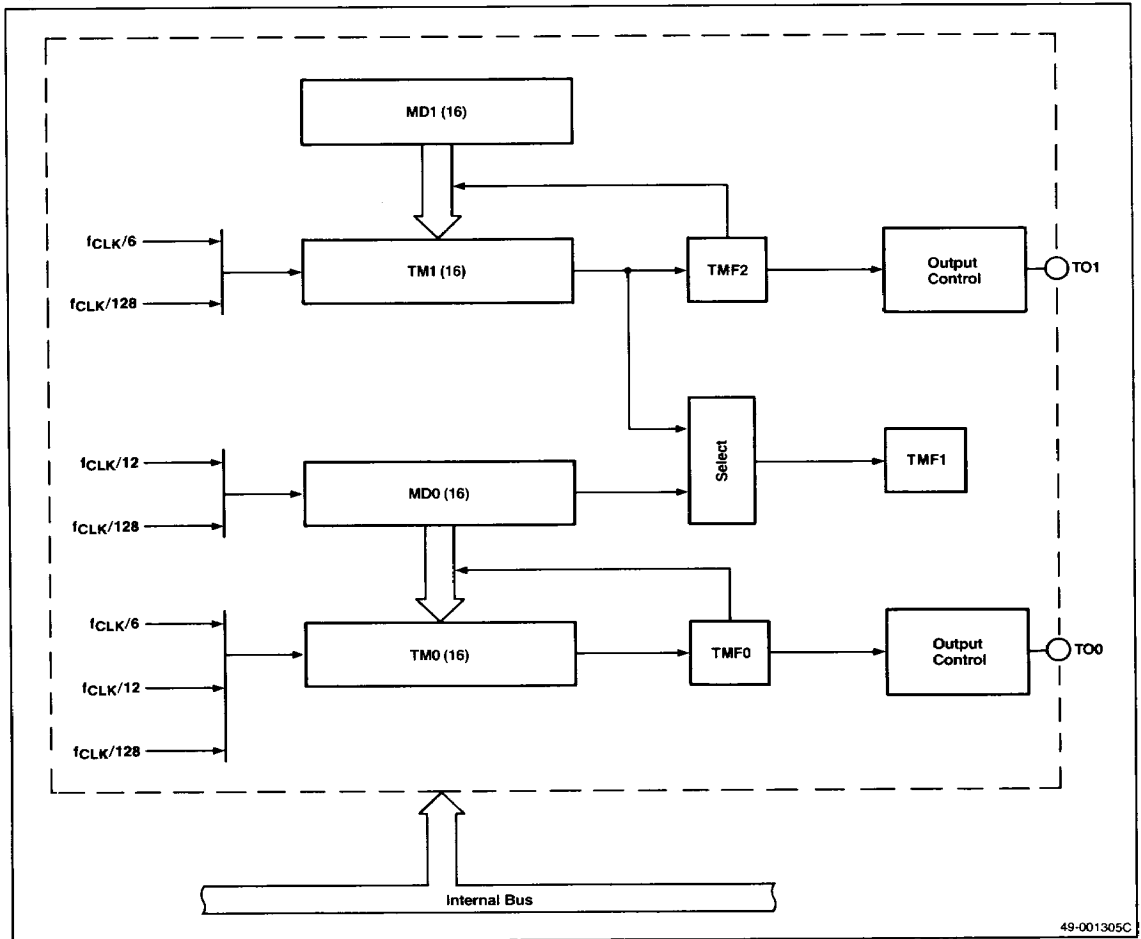 MD1 (16)
fCLK/6
fCLK/128
TM1 (16)
TMF2
Output
Control
TO1
fCLK/12
fCLK/128
MD0 (16)
Select
TMF1
fCLK/6
fCLK/12
fCLK/128
TM0 (16)
TMF0
Output
Control
TO0
Internal Bus
49-001305C